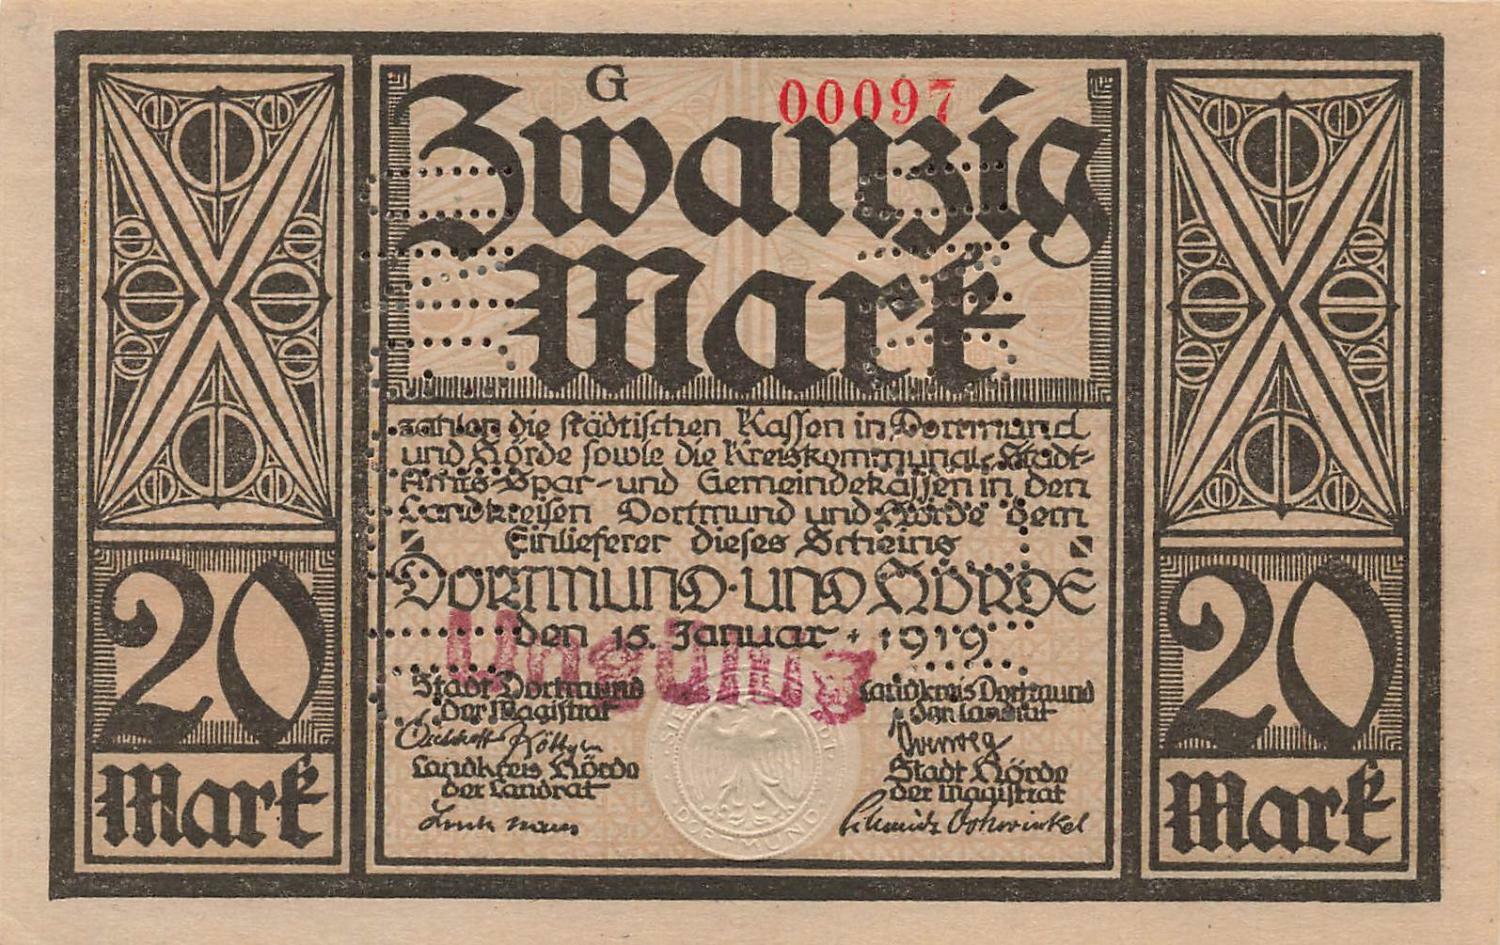 G 00097
Zwanzig
Mark
zahlen die städtischen Kassen in Dortmund
und Hörde sowie die Kreiskommunal-Stadt-
Amts-Spar-und Gemeindekassen in den
Landkreisen Dortmund und Hörde dem
Einlieferer dieses Scheins
Dortmund·und Hörde
den 15. Januar 1919
Ungültig
Stadt Dortmund
der Magistrat
Landkreis Dortmund
den Landrat
Landkreis Hörde
der Landrat
Stadt Hörde
der Magistrat
20
Mark
20
Mark